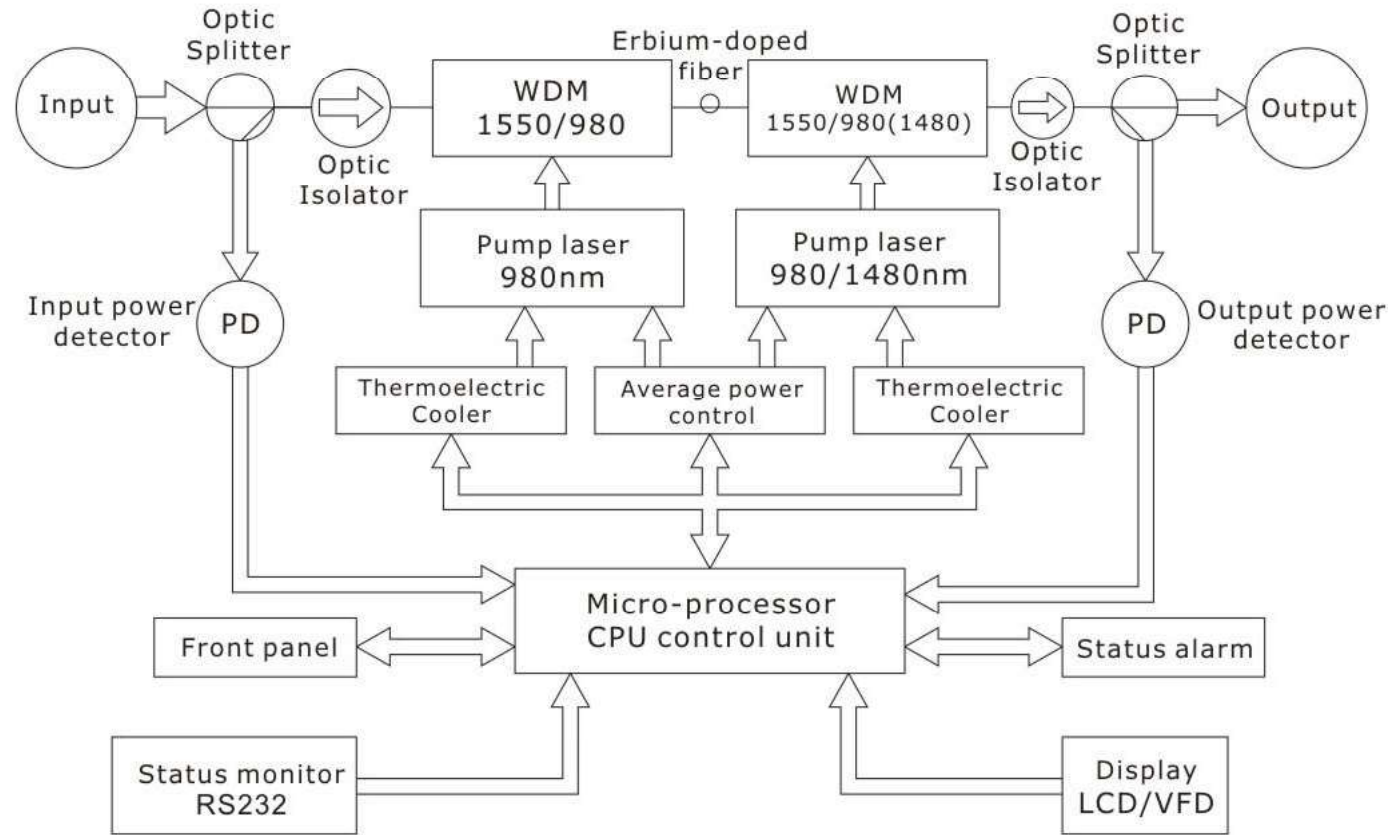 Optic
Splitter
Erbium-doped
fiber
Optic
Splitter
Input
WDM
1550/980
WDM
1550/980(1480)
Output
Optic
Isolator
Optic
Isolator
Pump laser
980nm
Pump laser
980/1480nm
Input power
detector
PD
PD
Output power
detector
Thermoelectric
Cooler
Average power
control
Thermoelectric
Cooler
Micro-processor
CPU control unit
Front panel
Status alarm
Status monitor
RS232
Display
LCD/VFD